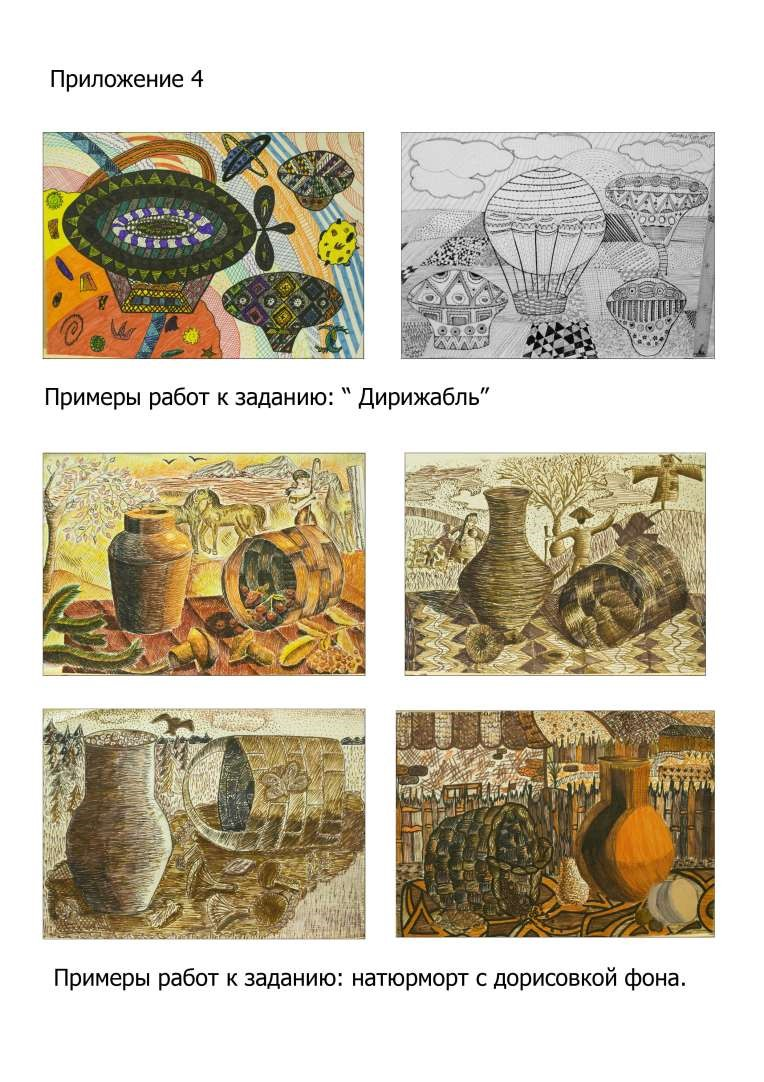 Приложение 4
Примеры работ к заданию: “ Дирижабль”
Примеры работ к заданию: натюрморт с дорисовкой фона.